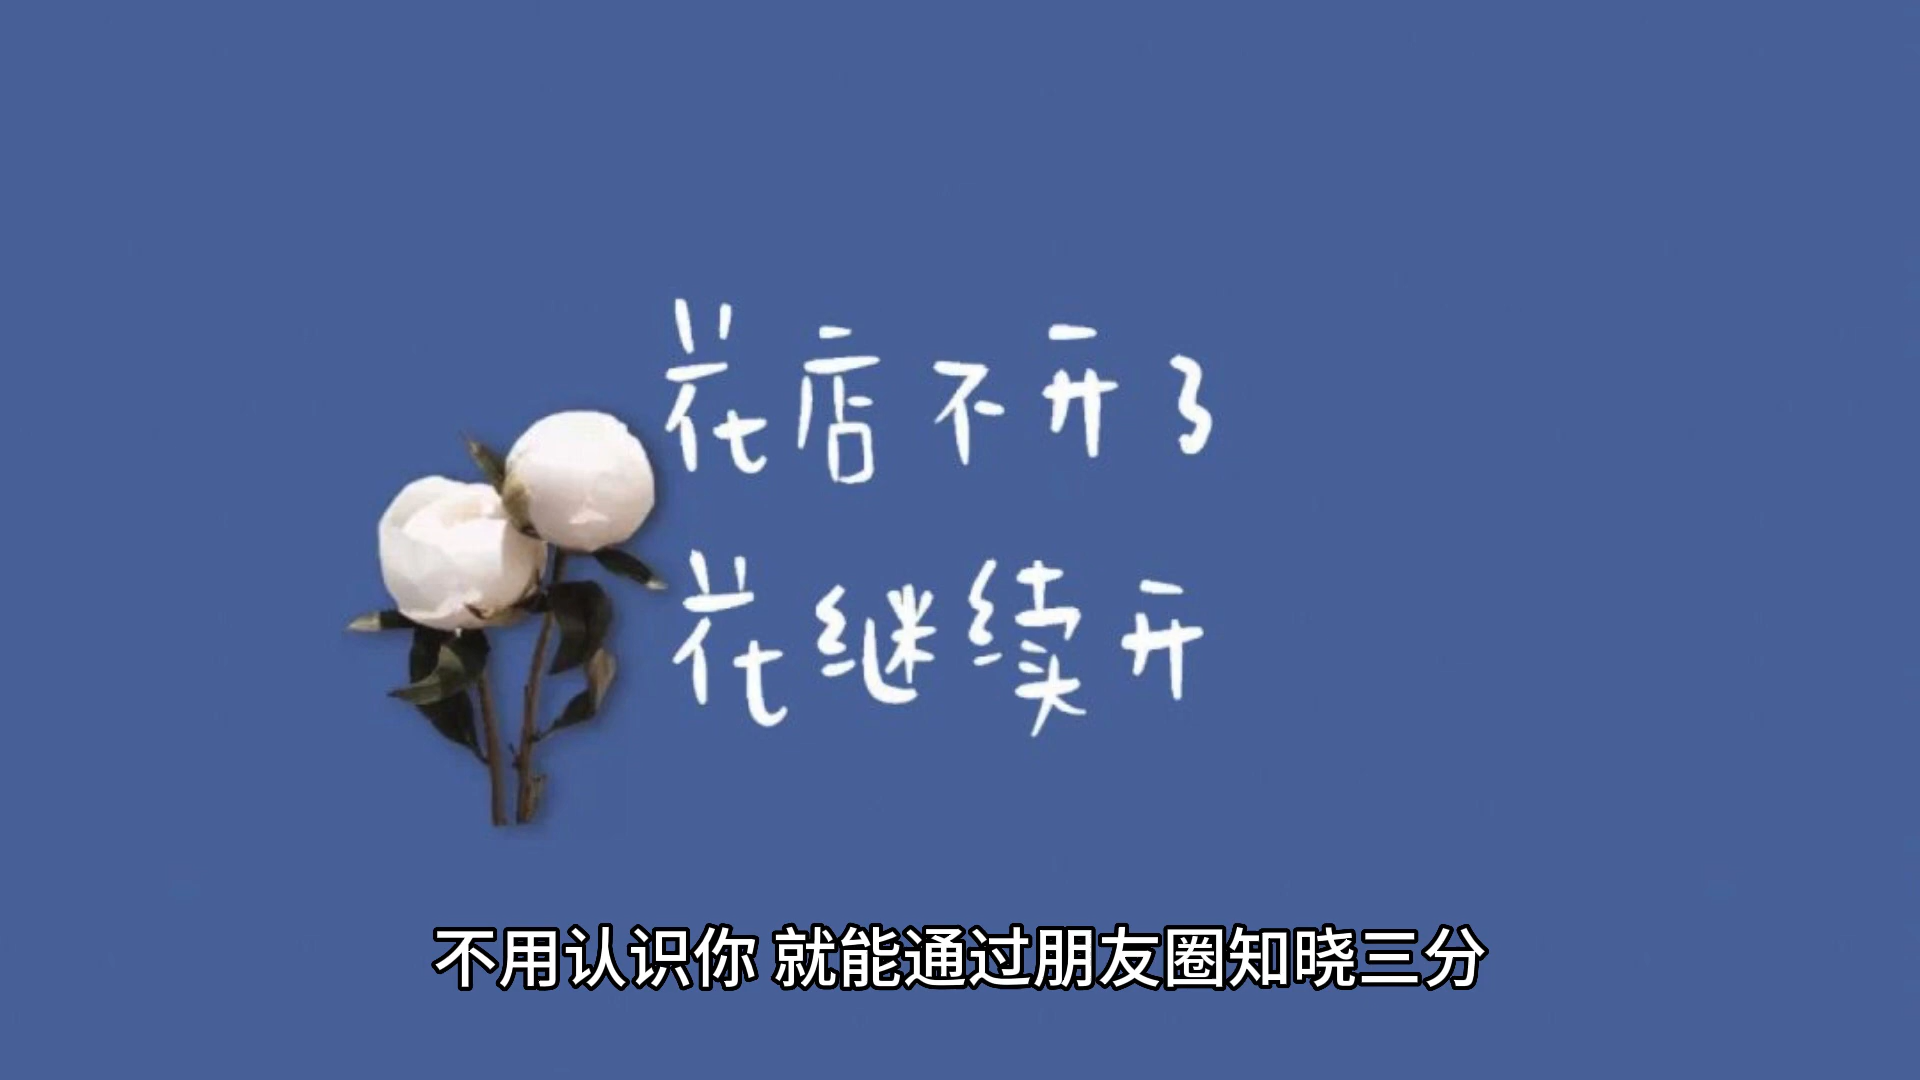 花店不开了
花继续开
不用认识你 就能通过朋友圈知晓三分